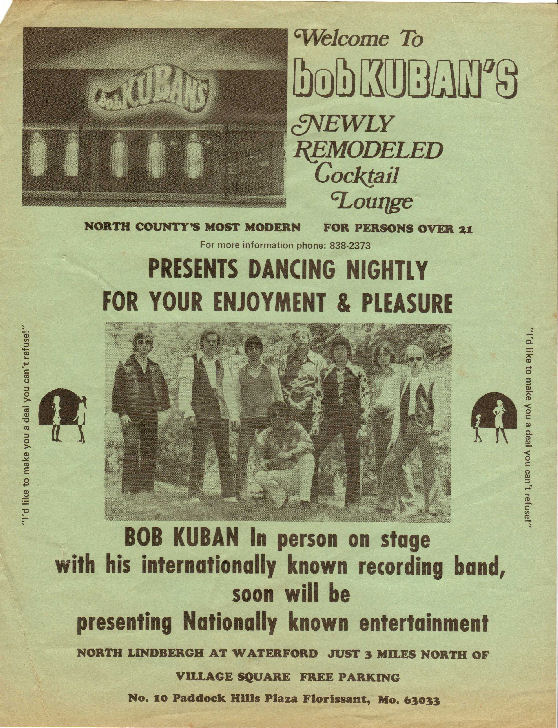 bob KUBAN'S
Welcome To
bobKUBAN'S
NEWLY
REMODELED
Cocktail
Lounge
NORTH COUNTY'S MOST MODERN FOR PERSONS OVER 21
For more information phone: 838-2373
PRESENTS DANCING NIGHTLY
FOR YOUR ENJOYMENT & PLEASURE
"I'd like to make you a deal you can't refuse!"
"I'd like to make you a deal you can't refuse!"
BOB KUBAN In person on stage
with his internationally known recording band,
soon will be
presenting Nationally known entertainment
NORTH LINDBERGH AT WATERFORD JUST 3 MILES NORTH OF
VILLAGE SQUARE FREE PARKING
No. 10 Paddock Hills Plaza Florissant, Mo. 63033